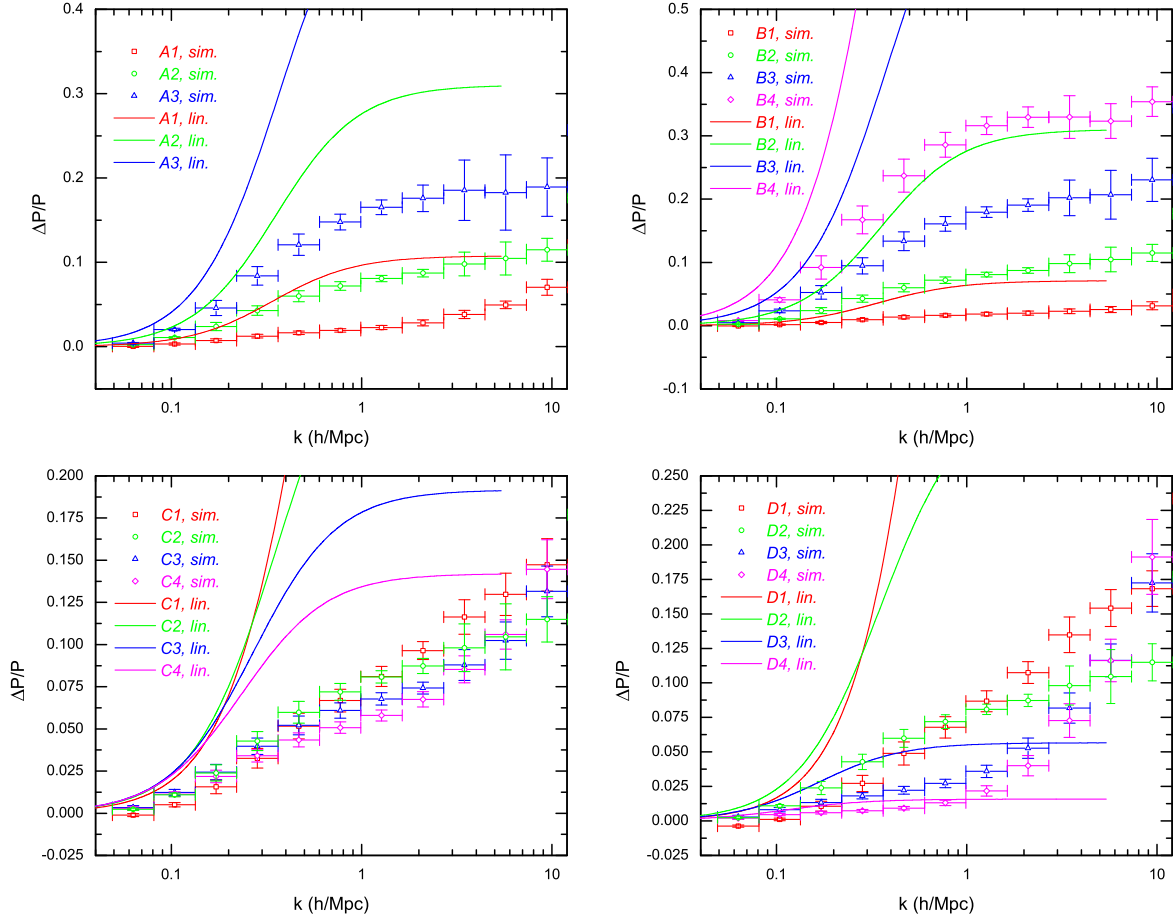 0.4
0.3
0.2
0.1
0.0
ΔP/P
A1, sim.
A2, sim.
A3, sim.
A1, lin.
A2, lin.
A3, lin.
0.1
1
10
k (h/Mpc)
0.5
0.4
0.3
0.2
0.1
0.0
-0.1
ΔP/P
B1, sim.
B2, sim.
B3, sim.
B4, sim.
B1, lin.
B2, lin.
B3, lin.
B4, lin.
0.1
1
10
k (h/Mpc)
0.200
0.175
0.150
0.125
0.100
0.075
0.050
0.025
0.000
-0.025
ΔP/P
C1, sim.
C2, sim.
C3, sim.
C4, sim.
C1, lin.
C2, lin.
C3, lin.
C4, lin.
0.1
1
10
k (h/Mpc)
0.250
0.225
0.200
0.175
0.150
0.125
0.100
0.075
0.050
0.025
0.000
-0.025
ΔP/P
D1, sim.
D2, sim.
D3, sim.
D4, sim.
D1, lin.
D2, lin.
D3, lin.
D4, lin.
0.1
1
10
k (h/Mpc)